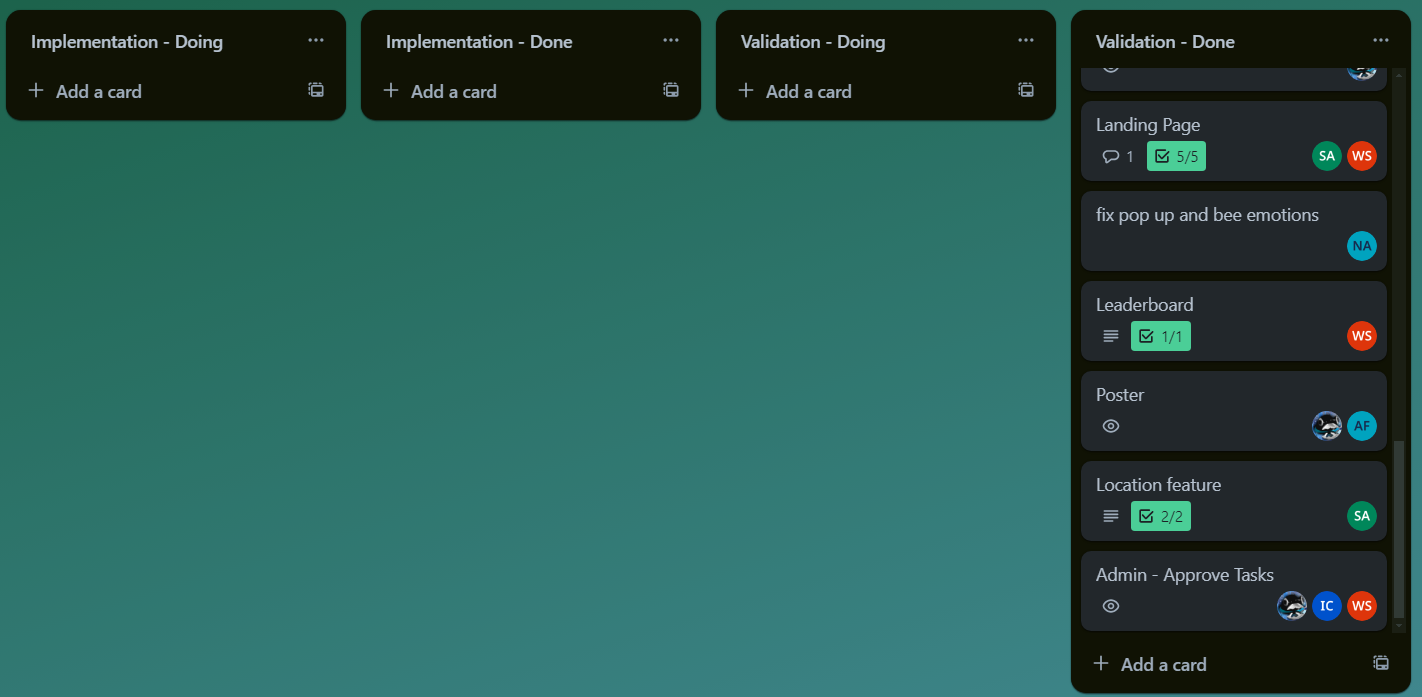 Implementation - Doing
Add a card
Implementation - Done
Add a card
Validation - Doing
Add a card
Validation - Done
Landing Page
1 5/5 SA WS
fix pop up and bee emotions
NA
Leaderboard
1/1 WS
Poster
AF
Location feature
2/2 SA
Admin - Approve Tasks
IC WS
Add a card